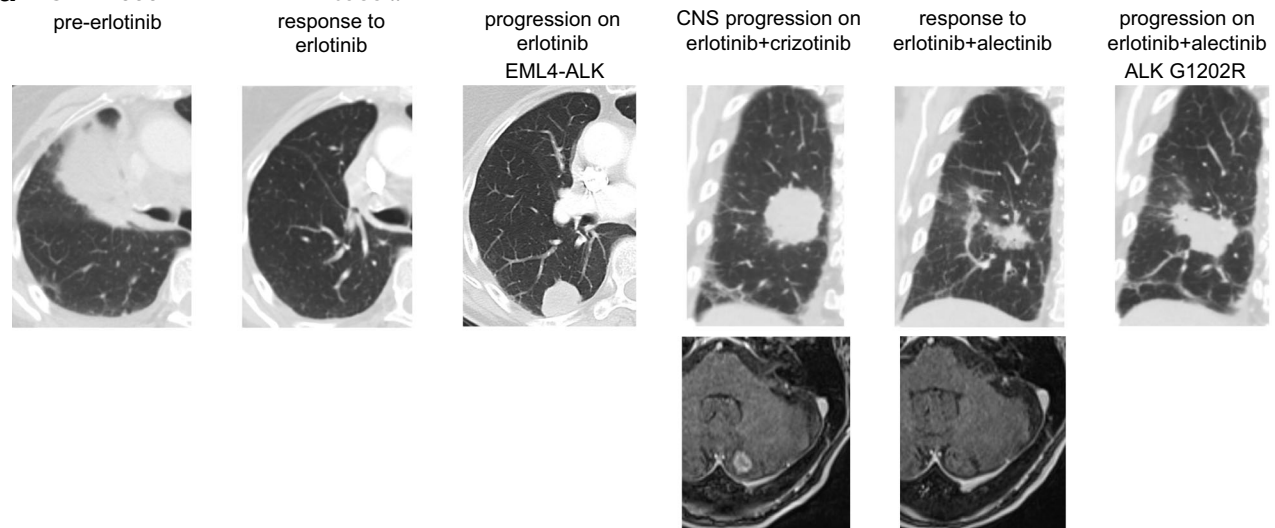 pre-erlotinib
response to
erlotinib
progression on
erlotinib
EML4-ALK
CNS progression on
erlotinib+crizotinib
response to
erlotinib+alectinib
progression on
erlotinib+alectinib
ALK G1202R